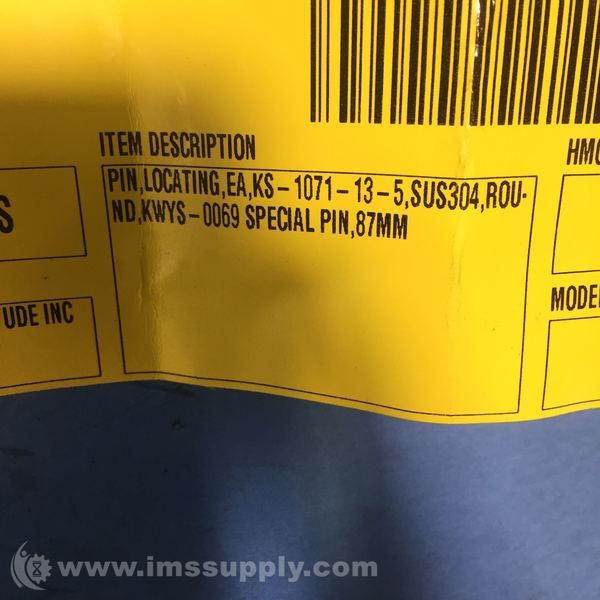 ITEM DESCRIPTION
PIN,LOCATING,EA,KS-1071-13-5,SUS304,ROU-
ND,KWYS-0069 SPECIAL PIN,87MM
S
UDE INC
HMC
MODE
www.imssupply.com